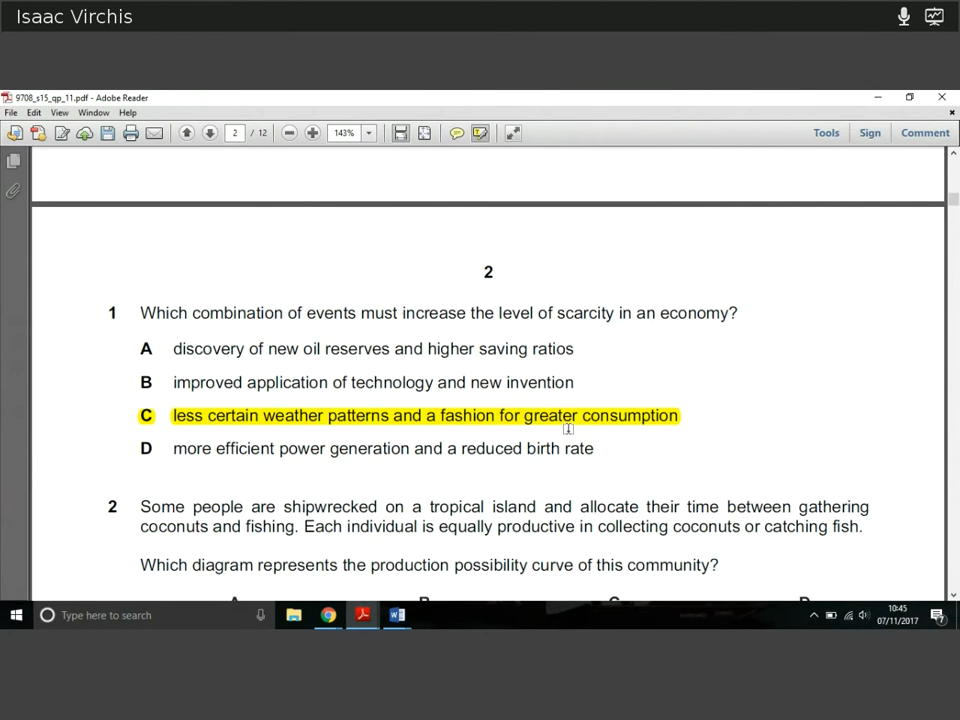 Isaac Virchis
9708_s15_qp_11.pdf - Adobe Reader
File Edit View Window Help
2 / 12 143% Tools Sign Comment
2
1 Which combination of events must increase the level of scarcity in an economy?
A discovery of new oil reserves and higher saving ratios
B improved application of technology and new invention
C less certain weather patterns and a fashion for greater consumption
D more efficient power generation and a reduced birth rate
2 Some people are shipwrecked on a tropical island and allocate their time between gathering
coconuts and fishing. Each individual is equally productive in collecting coconuts or catching fish.
Which diagram represents the production possibility curve of this community?
Type here to search
10:45
07/11/2017
7